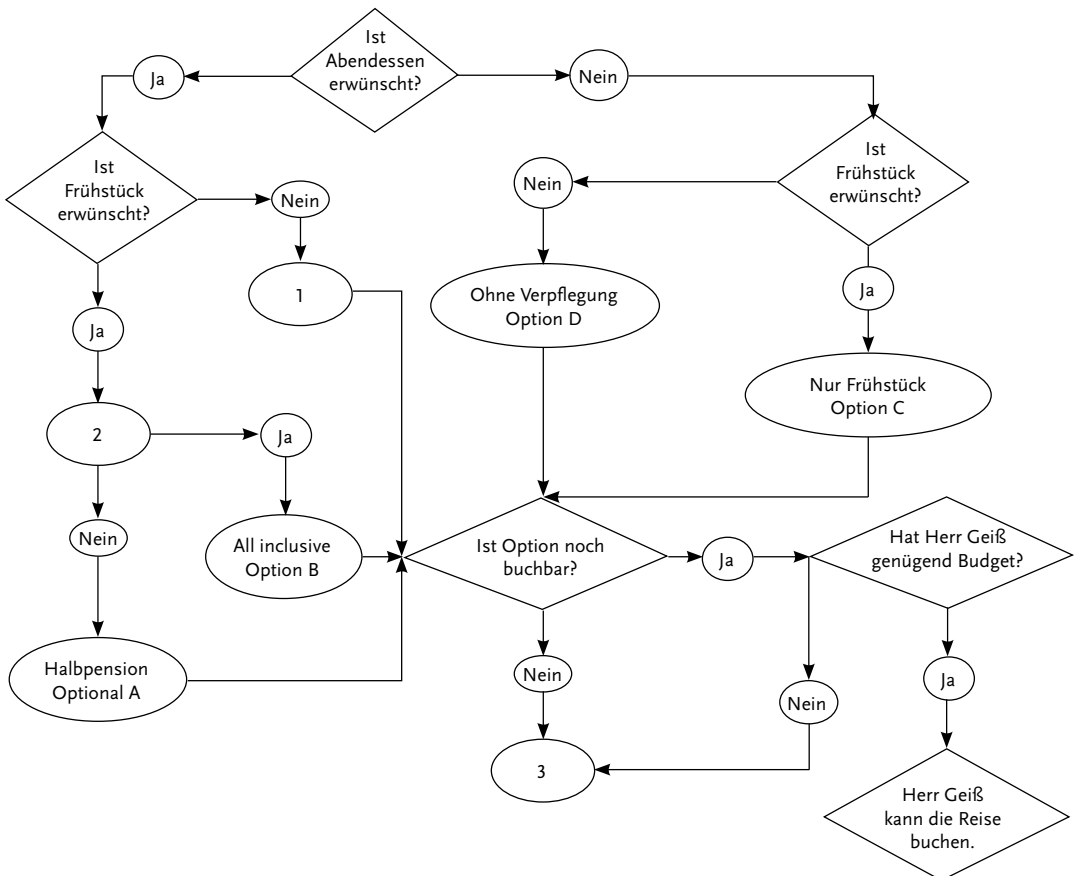 Ist
Abendessen
erwünscht?
Ja
Nein
Ist
Frühstück
erwünscht?
Nein
Nein
Ist
Frühstück
erwünscht?
1
Ohne Verpflegung
Option D
Ja
Ja
Nur Frühstück
Option C
2
Ja
Nein
All inclusive
Option B
Ist Option noch
buchbar?
Ja
Hat Herr Geiß
genügend Budget?
Halbpension
Optional A
Nein
Nein
Ja
3
Herr Geiß
kann die Reise
buchen.